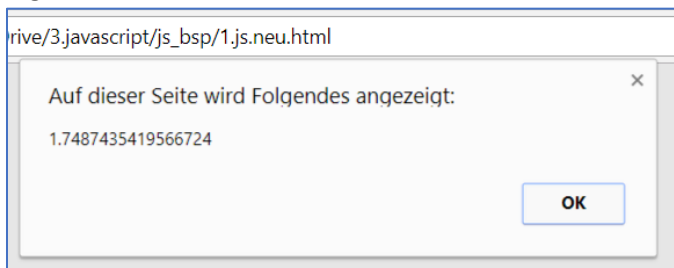 rive/3.javascript/js_bsp/1.js.neu.html
Auf dieser Seite wird Folgendes angezeigt:
1.7487435419566724
OK